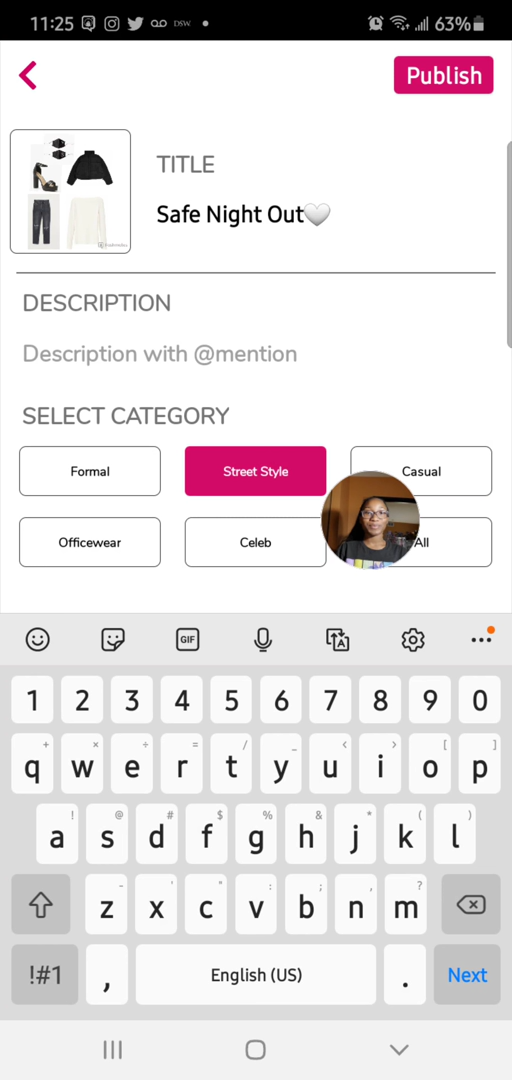 11:25 DSW 63%
Publish
TITLE
Safe Night Out🤍
DESCRIPTION
Description with @mention
SELECT CATEGORY
Formal Street Style Casual
Officewear Celeb All
GIF A
1 2 3 4 5 6 7 8 9 0
+ × ÷ = / _ < > [ ]
q w e r t y u i o p
! @ # $ % & * ( )
a s d f g h j k l
- ' " : ; , ?
z x c v b n m
!#1 , English (US) . Next